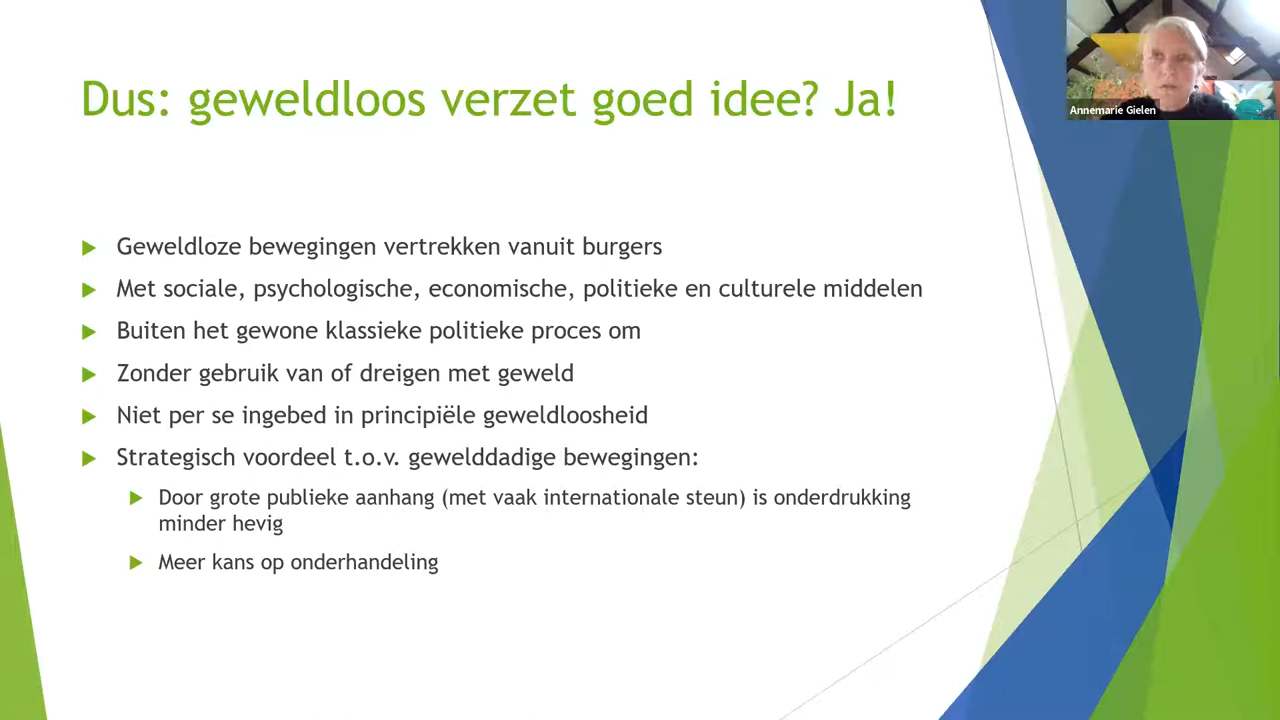 Dus: geweldloos verzet goed idee? Ja!
Annemarie Gielen
Geweldloze bewegingen vertrekken vanuit burgers
Met sociale, psychologische, economische, politieke en culturele middelen
Buiten het gewone klassieke politieke proces om
Zonder gebruik van of dreigen met geweld
Niet per se ingebed in principiële geweldloosheid
Strategisch voordeel t.o.v. gewelddadige bewegingen:
Door grote publieke aanhang (met vaak internationale steun) is onderdrukking
minder hevig
Meer kans op onderhandeling